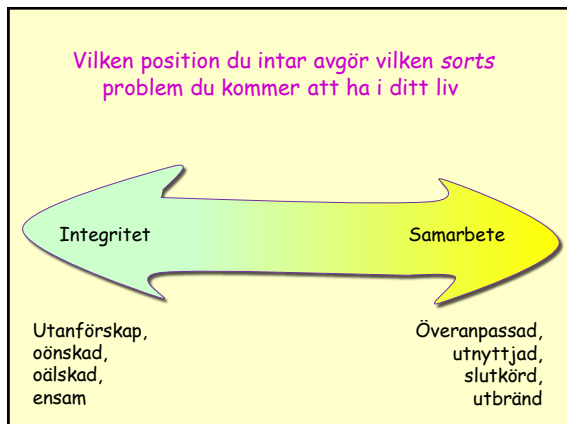 Vilken position du intar avgör vilken sorts
problem du kommer att ha i ditt liv
Integritet
Samarbete
Utanförskap,
oönskad,
oälskad,
ensam
Överanpassad,
utnyttjad,
slutkörd,
utbränd